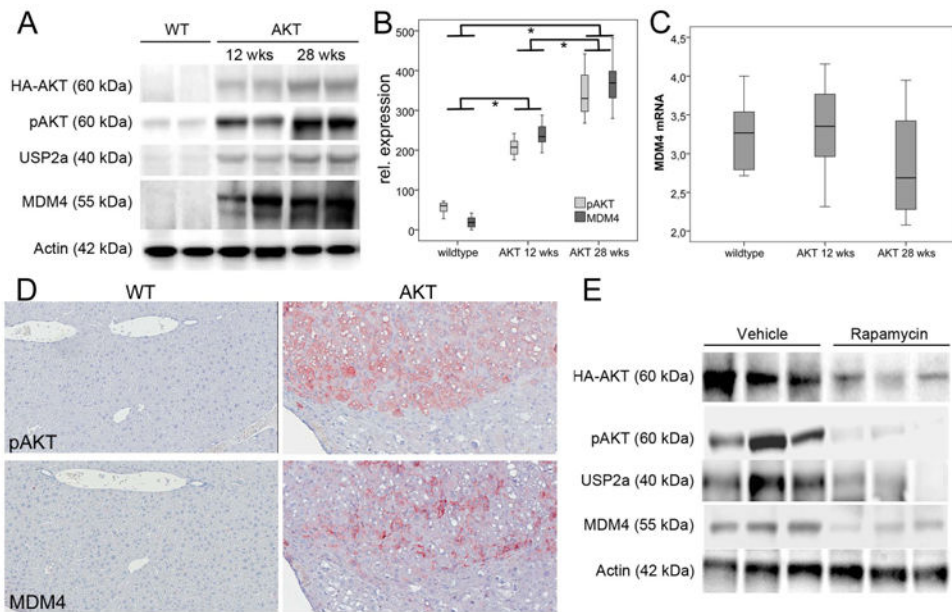 A
WT AKT
12 wks 28 wks
HA-AKT (60 kDa)
pAKT (60 kDa)
USP2a (40 kDa)
MDM4 (55 kDa)
Actin (42 kDa)
B
rel. expression
500
400
300
200
100
0
* 
* *
pAKT
MDM4
wildtype AKT 12 wks AKT 28 wks
C
MDM4 mRNA
4,5
4,0
3,5
3,0
2,5
2,0
wildtype AKT 12 wks AKT 28 wks
D
WT AKT
pAKT
MDM4
E
Vehicle Rapamycin
HA-AKT (60 kDa)
pAKT (60 kDa)
USP2a (40 kDa)
MDM4 (55 kDa)
Actin (42 kDa)